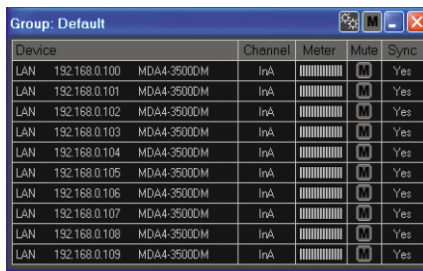 Group: Default M
Device Channel Meter Mute Sync
LAN 192.168.0.100 MDA4-3500DM InA M Yes
LAN 192.168.0.101 MDA4-3500DM InA M Yes
LAN 192.168.0.102 MDA4-3500DM InA M Yes
LAN 192.168.0.103 MDA4-3500DM InA M Yes
LAN 192.168.0.104 MDA4-3500DM InA M Yes
LAN 192.168.0.105 MDA4-3500DM InA M Yes
LAN 192.168.0.106 MDA4-3500DM InA M Yes
LAN 192.168.0.107 MDA4-3500DM InA M Yes
LAN 192.168.0.108 MDA4-3500DM InA M Yes
LAN 192.168.0.109 MDA4-3500DM InA M Yes